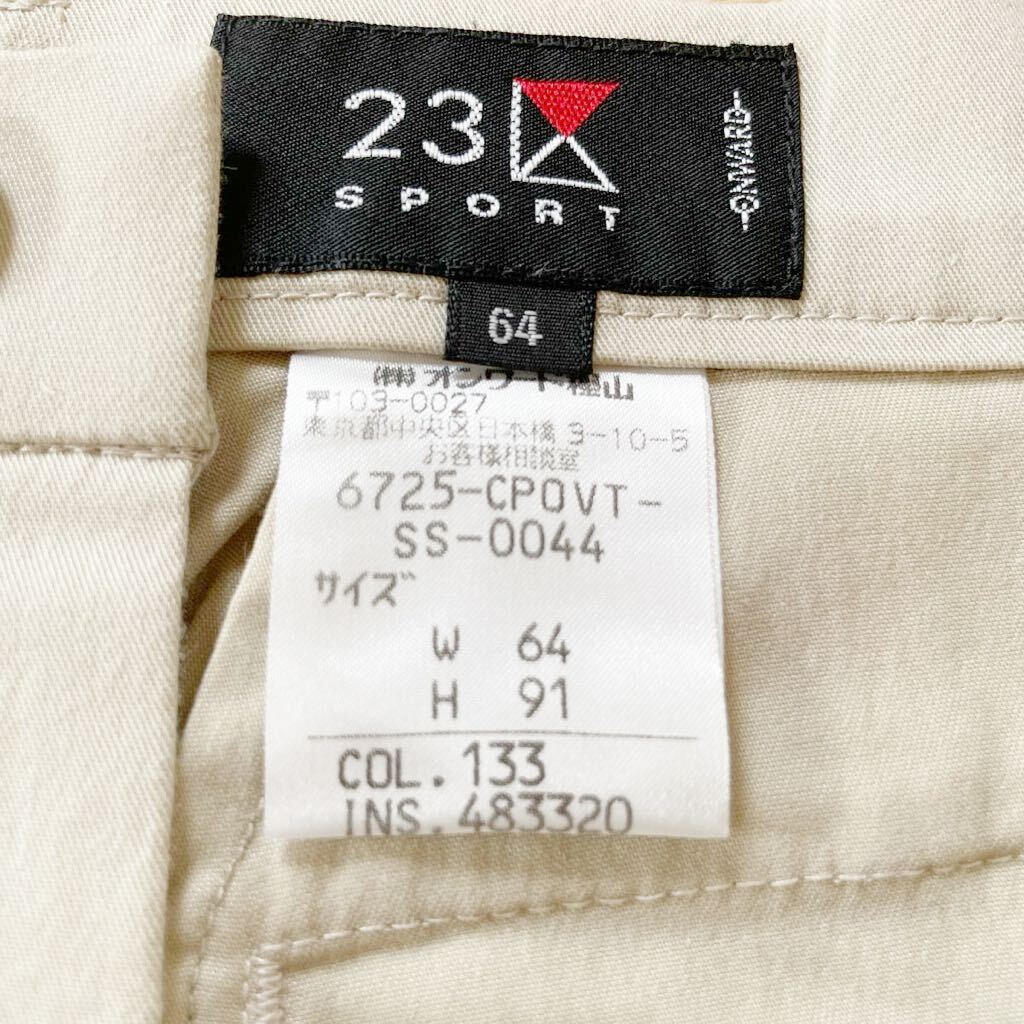 23
SPORT
ONWARD
64
㈱オンワード樫山
〒103-0027
東京都中央区日本橋 3-10-5
お客様相談室
6725-CPOVT-
SS-0044
サイズ
W 64
H 91
COL.133
INS.483320